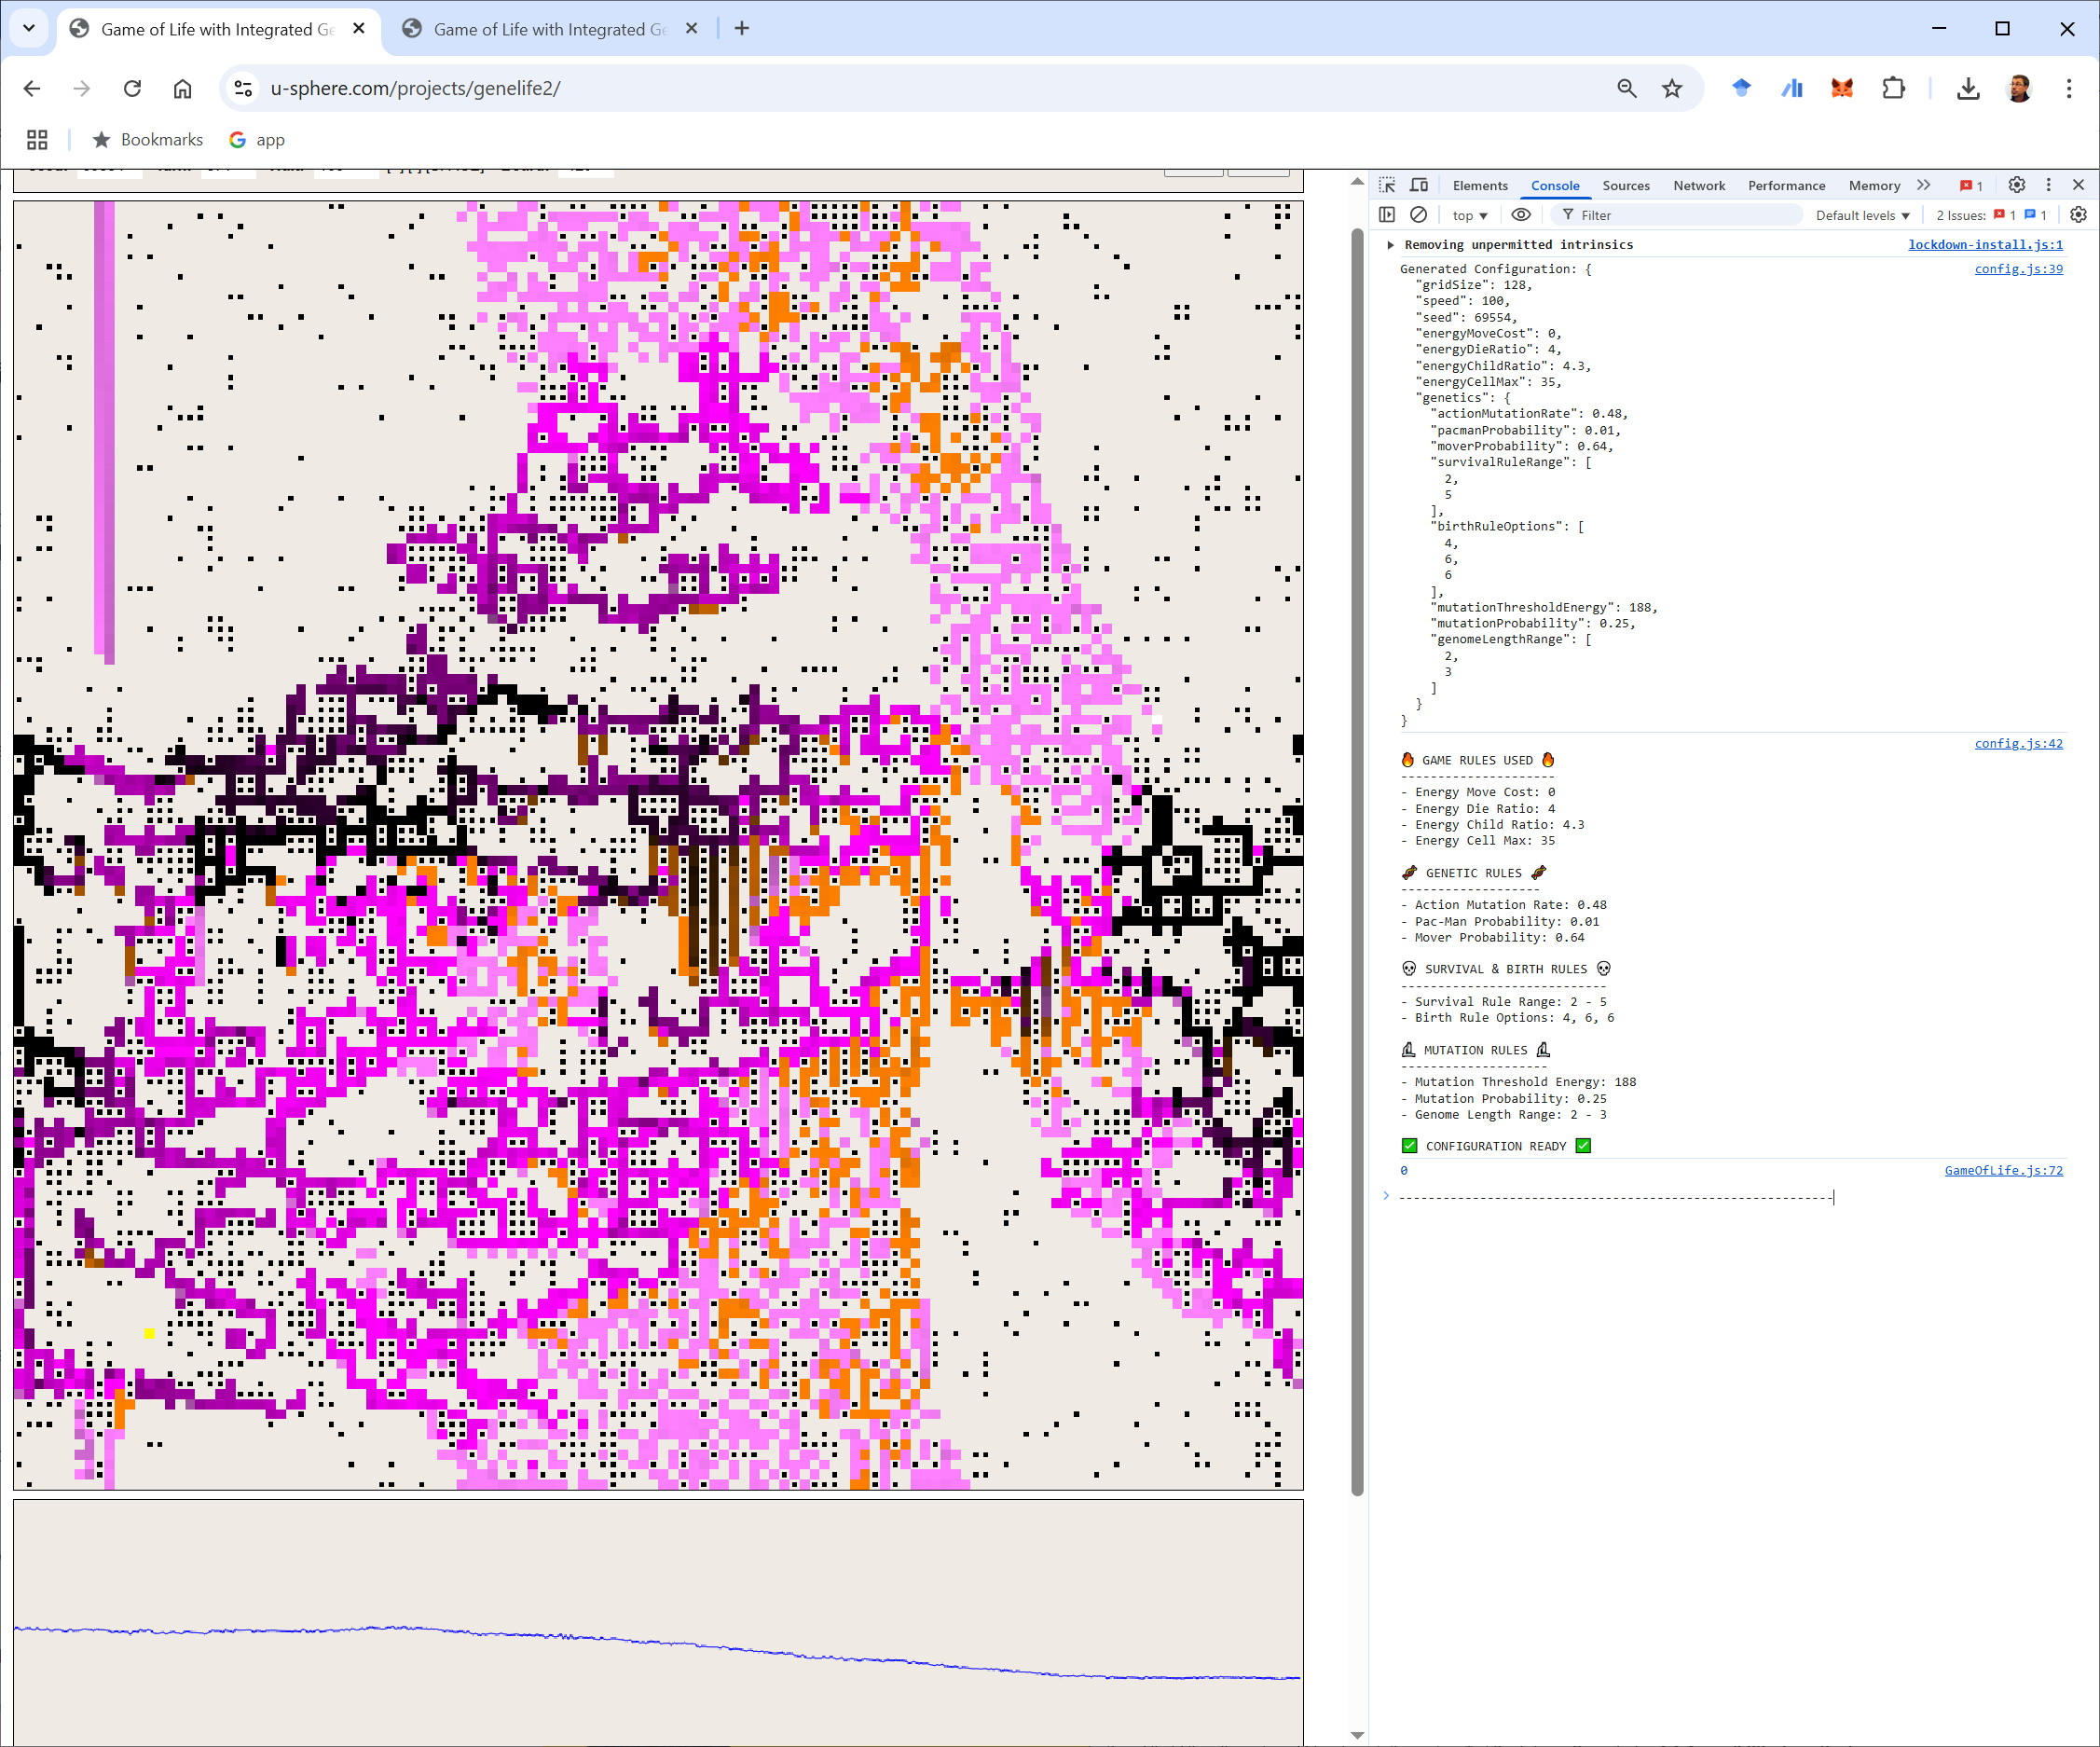 Game of Life with Integrated Ge
Game of Life with Integrated Ge
u-sphere.com/projects/genelife2/
Bookmarks
app
Elements
Console
Sources
Network
Performance
Memory
1
top
Filter
Default levels
2 Issues: 1 1
Removing unpermitted intrinsics lockdown-install.js:1
Generated Configuration: { config.js:39
"gridSize": 128,
"speed": 100,
"seed": 69554,
"energyMoveCost": 0,
"energyDieRatio": 4,
"energyChildRatio": 4.3,
"energyCellMax": 35,
"genetics": {
"actionMutationRate": 0.48,
"pacmanProbability": 0.01,
"moverProbability": 0.64,
"survivalRuleRange": [
2,
5
],
"birthRuleOptions": [
4,
6,
6
],
"mutationThresholdEnergy": 188,
"mutationProbability": 0.25,
"genomeLengthRange": [
2,
3
]
}
}
config.js:42
🔥 GAME RULES USED 🔥
---------------------
- Energy Move Cost: 0
- Energy Die Ratio: 4
- Energy Child Ratio: 4.3
- Energy Cell Max: 35
GENETIC RULES
-------------------
- Action Mutation Rate: 0.48
- Pac-Man Probability: 0.01
- Mover Probability: 0.64
SURVIVAL & BIRTH RULES
----------------------------
- Survival Rule Range: 2 - 5
- Birth Rule Options: 4, 6, 6
MUTATION RULES
--------------------
- Mutation Threshold Energy: 188
- Mutation Probability: 0.25
- Genome Length Range: 2 - 3
✅ CONFIGURATION READY ✅
0 GameOfLife.js:72
> -----------------------------------------------------------